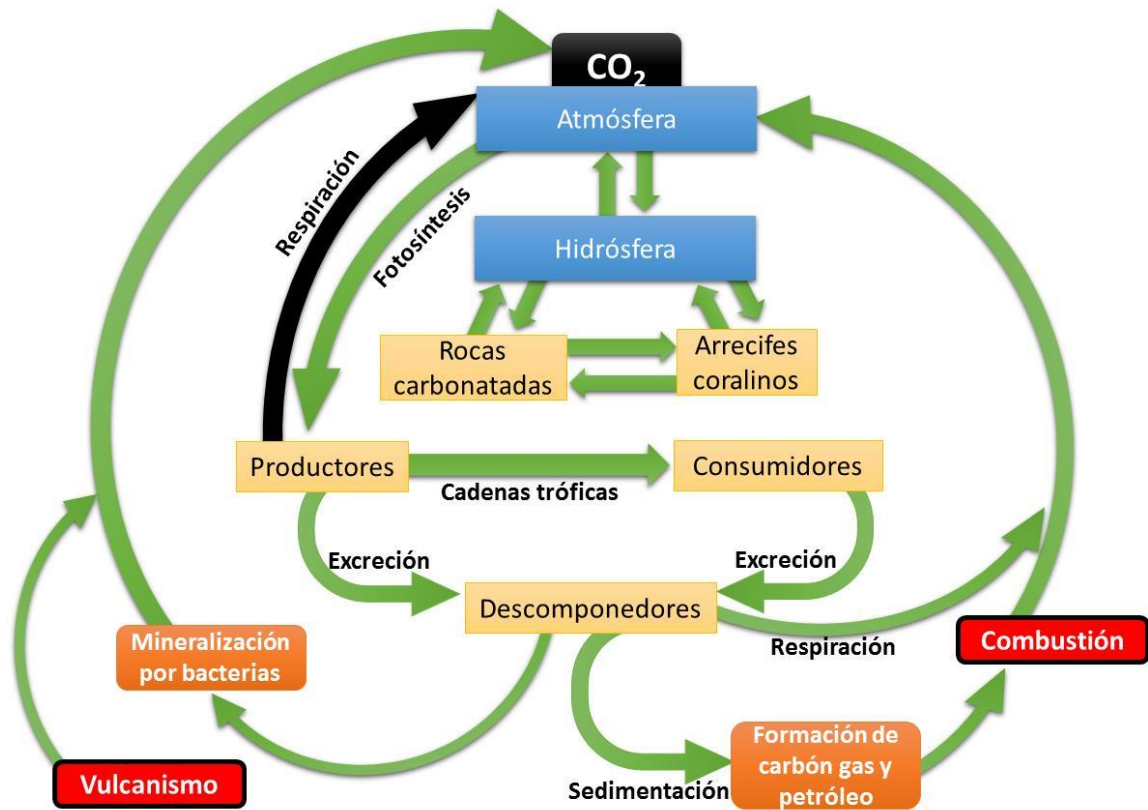 CO₂
Atmósfera
Respiración
Fotosíntesis
Hidrósfera
Rocas
carbonatadas
Arrecifes
coralinos
Productores
Cadenas tróficas
Consumidores
Excreción
Excreción
Descomponedores
Respiración
Mineralización
por bacterias
Combustión
Vulcanismo
Sedimentación
Formación de
carbón gas y
petróleo